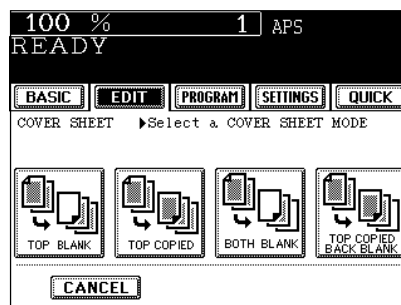 100 % 1 APS
READY
BASIC EDIT PROGRAM SETTINGS QUICK
COVER SHEET ▶Select a COVER SHEET MODE
TOP BLANK TOP COPIED BOTH BLANK TOP COPIED
BACK BLANK
CANCEL